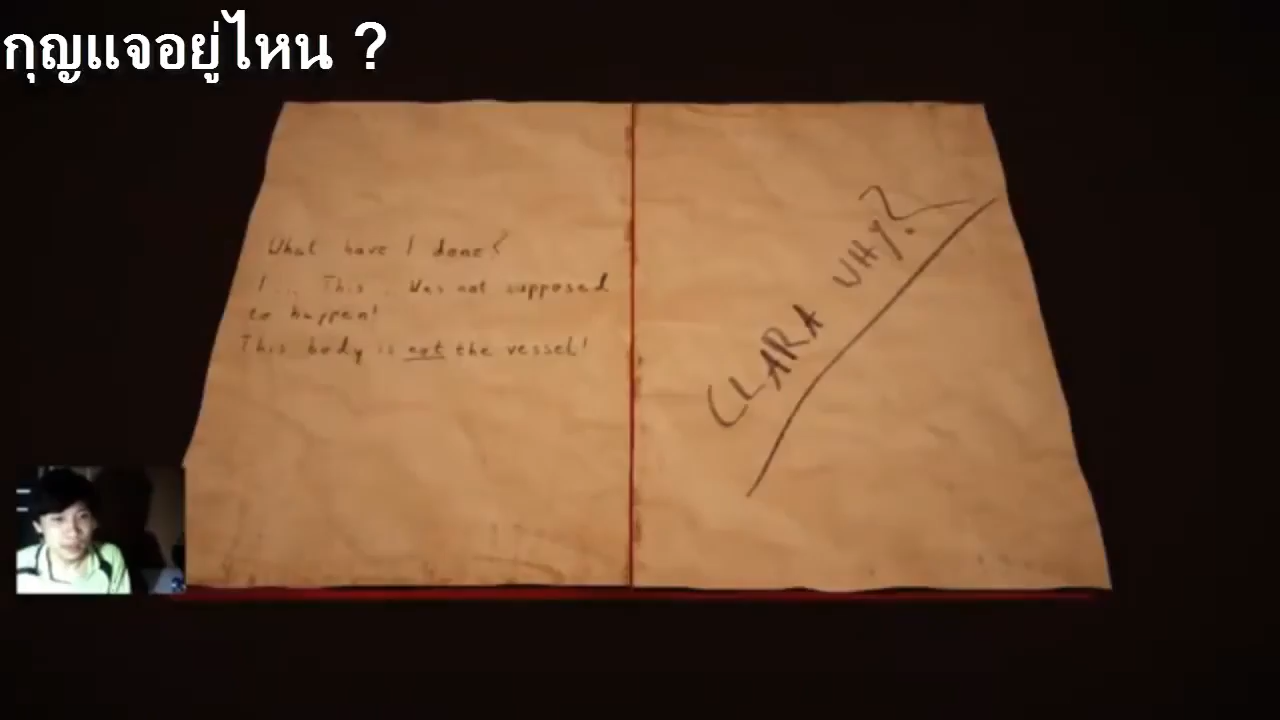 กุญแจอยู่ไหน ?
What have I done?
I... This.. Was not supposed
to happen!
This body is not the vessel!
CLARA WHY?